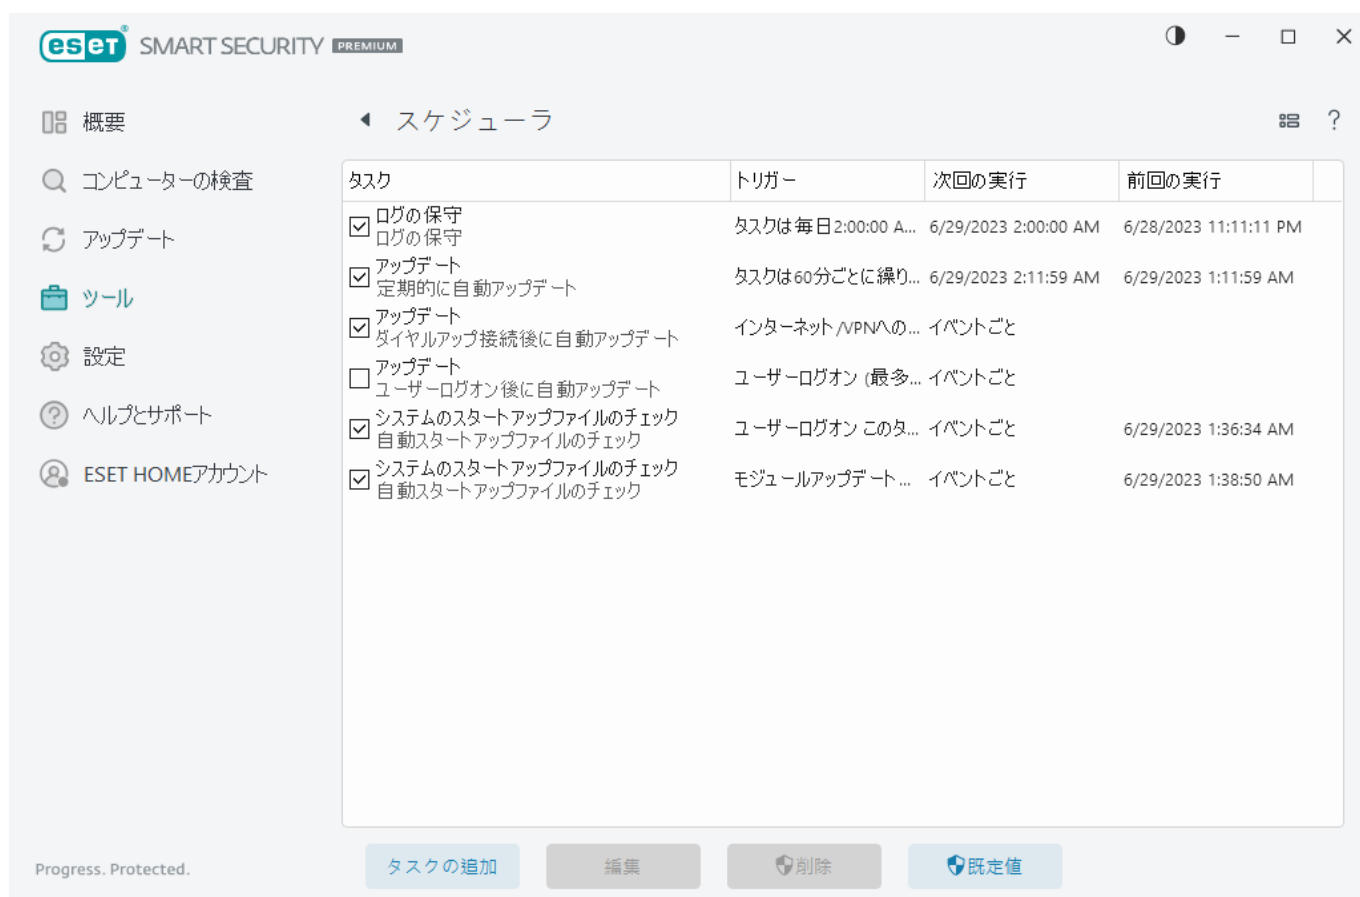 eset SMART SECURITY PREMIUM
概要
コンピューターの検査
アップデート
ツール
設定
ヘルプとサポート
ESET HOMEアカウント
Progress. Protected.
スケジューラ
?
タスク トリガー 次回の実行 前回の実行
ログの保守
ログの保守
タスクは毎日2:00:00 A... 6/29/2023 2:00:00 AM 6/28/2023 11:11:11 PM
アップデート
定期的に自動アップデート
タスクは60分ごとに繰り... 6/29/2023 2:11:59 AM 6/29/2023 1:11:59 AM
アップデート
ダイヤルアップ接続後に自動アップデート
インターネット/VPNへの... イベントごと
アップデート
ユーザーログオン後に自動アップデート
ユーザーログオン (最多... イベントごと
システムのスタートアップファイルのチェック
自動スタートアップファイルのチェック
ユーザーログオン このタ... イベントごと 6/29/2023 1:36:34 AM
システムのスタートアップファイルのチェック
自動スタートアップファイルのチェック
モジュールアップデート ... イベントごと 6/29/2023 1:38:50 AM
タスクの追加 編集 削除 既定値